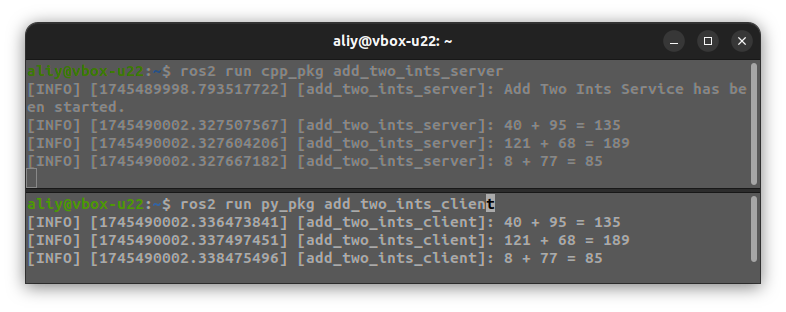 aliy@vbox-u22: ~
aliy@vbox-u22:~$ ros2 run cpp_pkg add_two_ints_server
[INFO] [1745489998.793517722] [add_two_ints_server]: Add Two Ints Service has be
en started.
[INFO] [1745490002.327507567] [add_two_ints_server]: 40 + 95 = 135
[INFO] [1745490002.327604206] [add_two_ints_server]: 121 + 68 = 189
[INFO] [1745490002.327667182] [add_two_ints_server]: 8 + 77 = 85
aliy@vbox-u22:~$ ros2 run py_pkg add_two_ints_client
[INFO] [1745490002.336473841] [add_two_ints_client]: 40 + 95 = 135
[INFO] [1745490002.337497451] [add_two_ints_client]: 121 + 68 = 189
[INFO] [1745490002.338475496] [add_two_ints_client]: 8 + 77 = 85